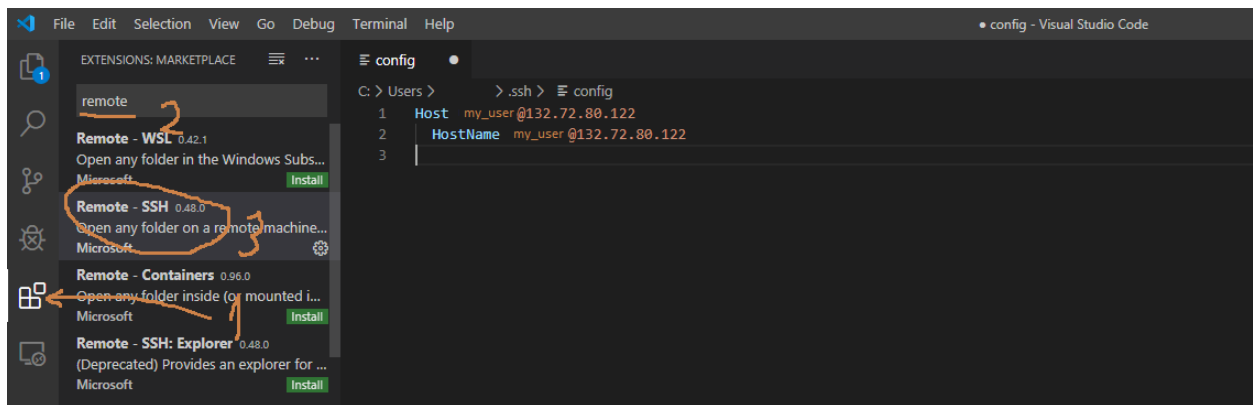 File Edit Selection View Go Debug Terminal Help
● config - Visual Studio Code
EXTENSIONS: MARKETPLACE
remote
2
Remote - WSL 0.42.1
Open any folder in the Windows Subs...
Microsoft Install
Remote - SSH 0.48.0
3
Open any folder on a remote machine...
Microsoft
Remote - Containers 0.96.0
Open any folder inside (or mounted i...
1
Microsoft Install
Remote - SSH: Explorer 0.48.0
(Deprecated) Provides an explorer for ...
Microsoft Install
1
config ●
C: > Users > > .ssh > config
1 Host my_user@132.72.80.122
2 HostName my_user@132.72.80.122
3